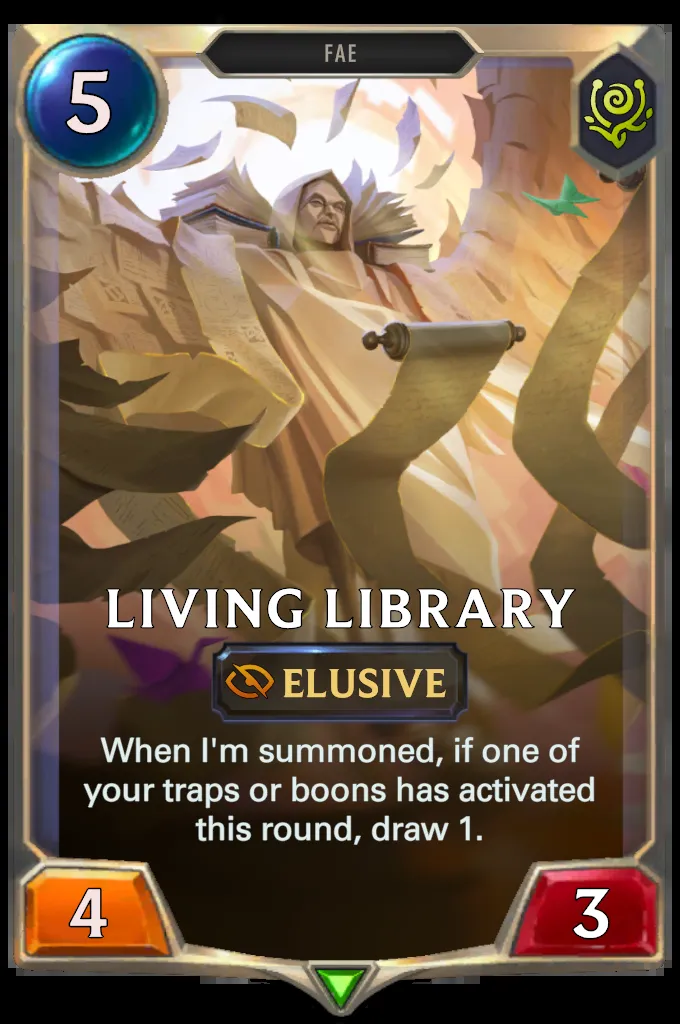 FAE
5
LIVING LIBRARY
ELUSIVE
When I'm summoned, if one of
your traps or boons has activated
this round, draw 1.
4
3